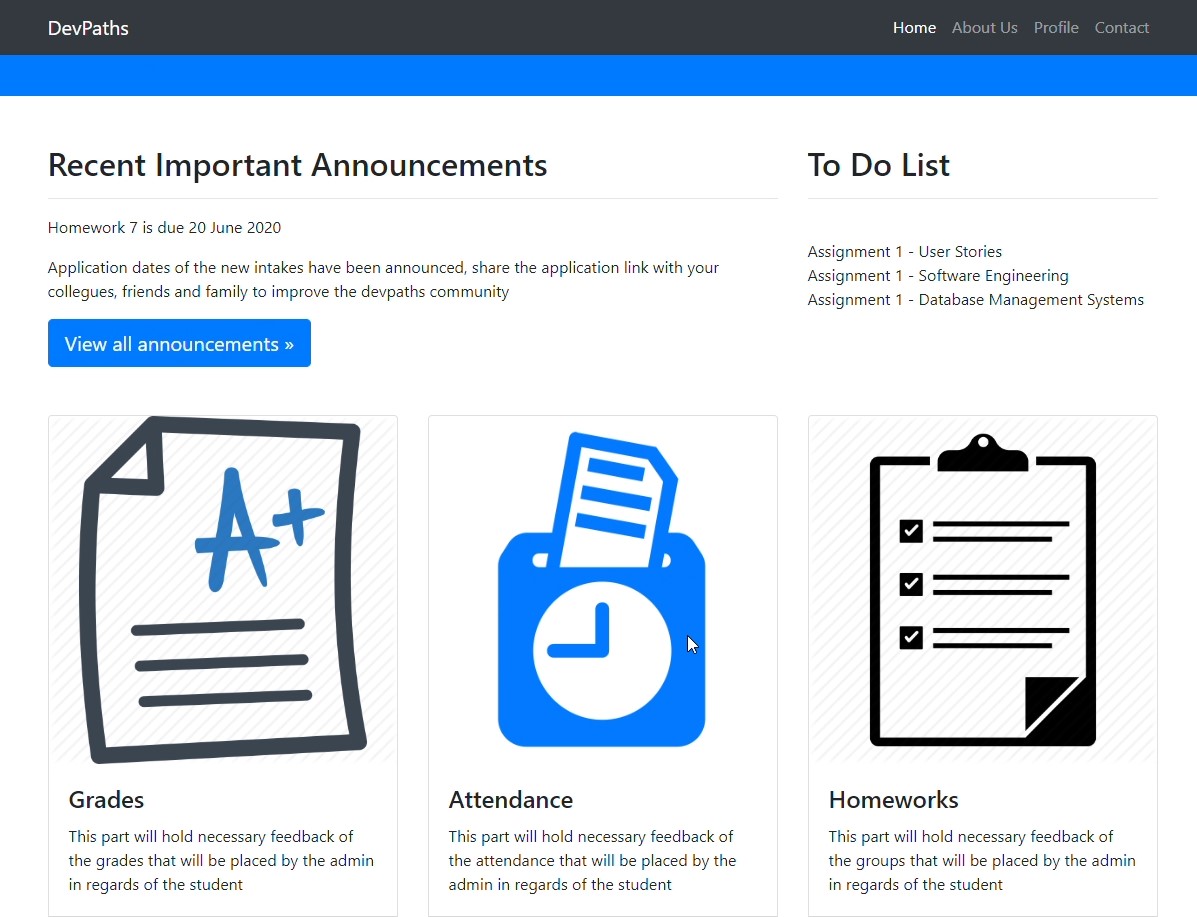 DevPaths
Home About Us Profile Contact
Recent Important Announcements
Homework 7 is due 20 June 2020
Application dates of the new intakes have been announced, share the application link with your
collegues, friends and family to improve the devpaths community
View all announcements »
To Do List
Assignment 1 - User Stories
Assignment 1 - Software Engineering
Assignment 1 - Database Management Systems
A+
Grades
This part will hold necessary feedback of
the grades that will be placed by the admin
in regards of the student
Attendance
This part will hold necessary feedback of
the attendance that will be placed by the
admin in regards of the student
Homeworks
This part will hold necessary feedback of
the groups that will be placed by the admin
in regards of the student